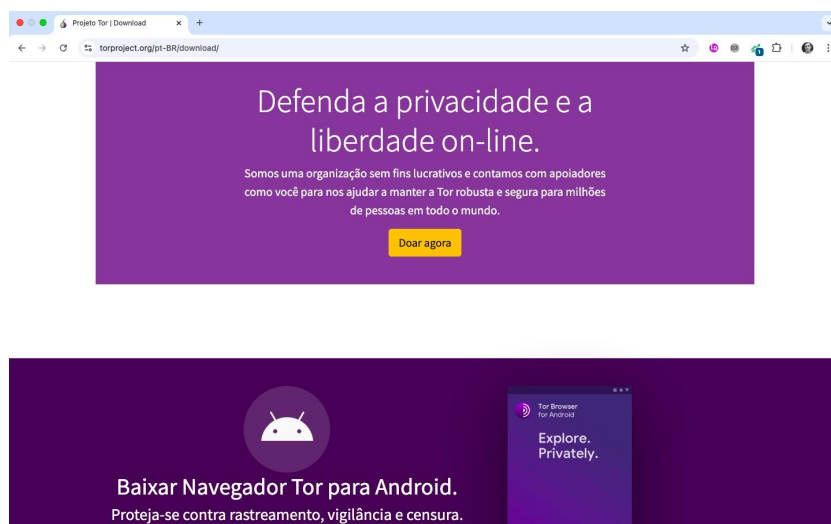 Projeto Tor | Download
torproject.org/pt-BR/download/
1
Defenda a privacidade e a
liberdade on-line.
Somos uma organização sem fins lucrativos e contamos com apoiadores
como você para nos ajudar a manter a Tor robusta e segura para milhões
de pessoas em todo o mundo.
Doar agora
Tor Browser
for Android
Explore.
Privately.
Baixar Navegador Tor para Android.
Proteja-se contra rastreamento, vigilância e censura.